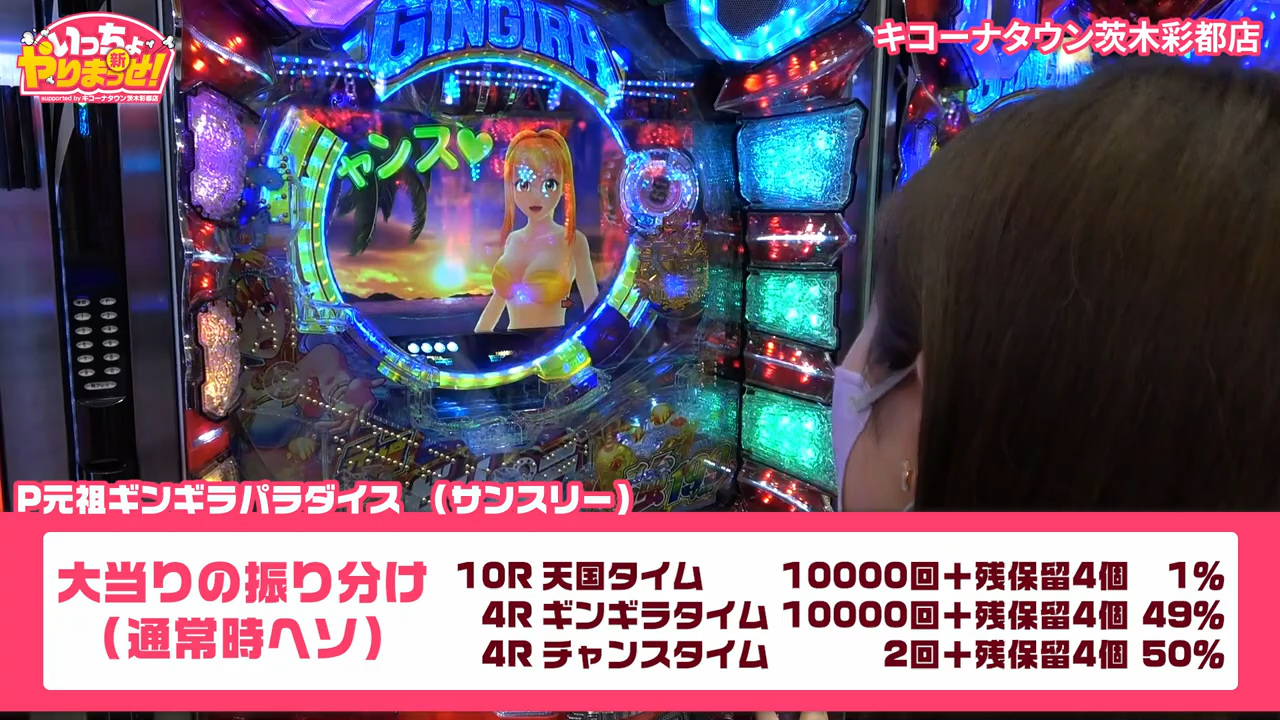 いっちょ
新
やりまっせ!
supported by キコーナタウン茨木彩都店
キコーナタウン茨木彩都店
GINGIRA
ャンス♥
P元祖ギンギラパラダイス （サンスリー）
大当りの振り分け
（通常時ヘソ）
10R 天国タイム 10000回＋残保留4個 1%
4R ギンギラタイム 10000回＋残保留4個 49%
4R チャンスタイム 2回＋残保留4個 50%